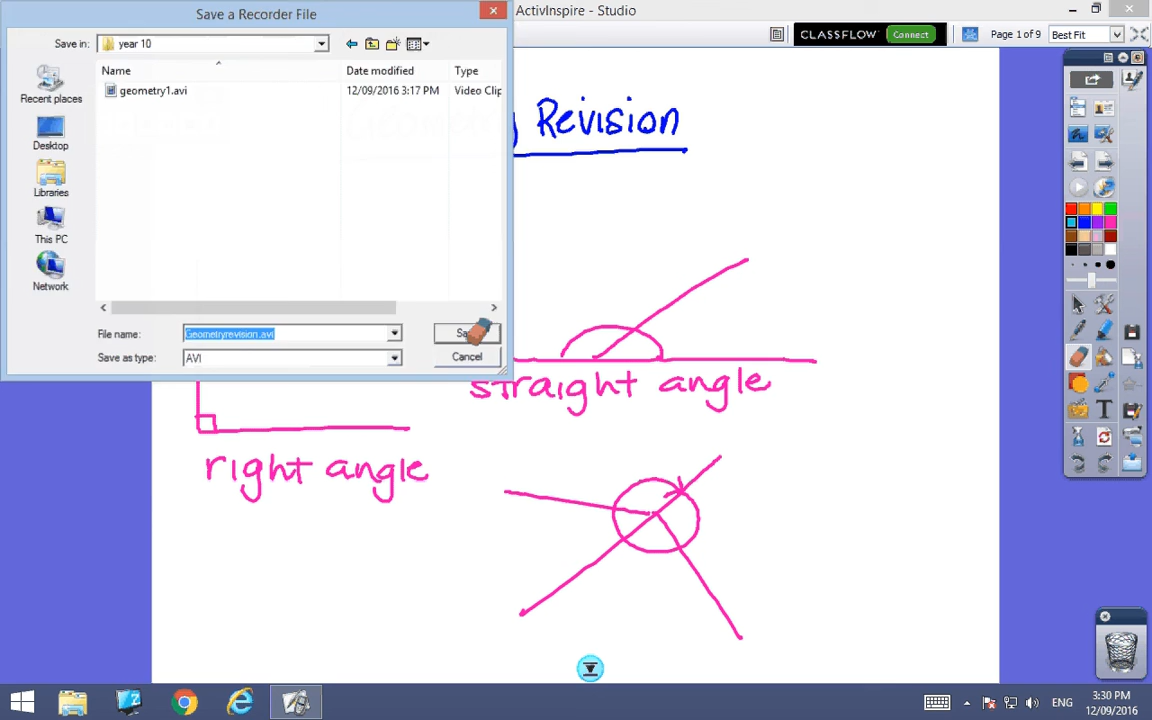 Save a Recorder File
ActivInspire - Studio
Save in: year 10
CLASSFLOW Connect
Page 1 of 9 Best Fit
Name Date modified Type
geometry1.avi 12/09/2016 3:17 PM Video Clip
Recent places
Desktop
Libraries
This PC
Network
File name: Geometryrevision.avi
Save as type: AVI
Cancel
Revision
straight angle
right angle
ENG
3:30 PM
12/09/2016